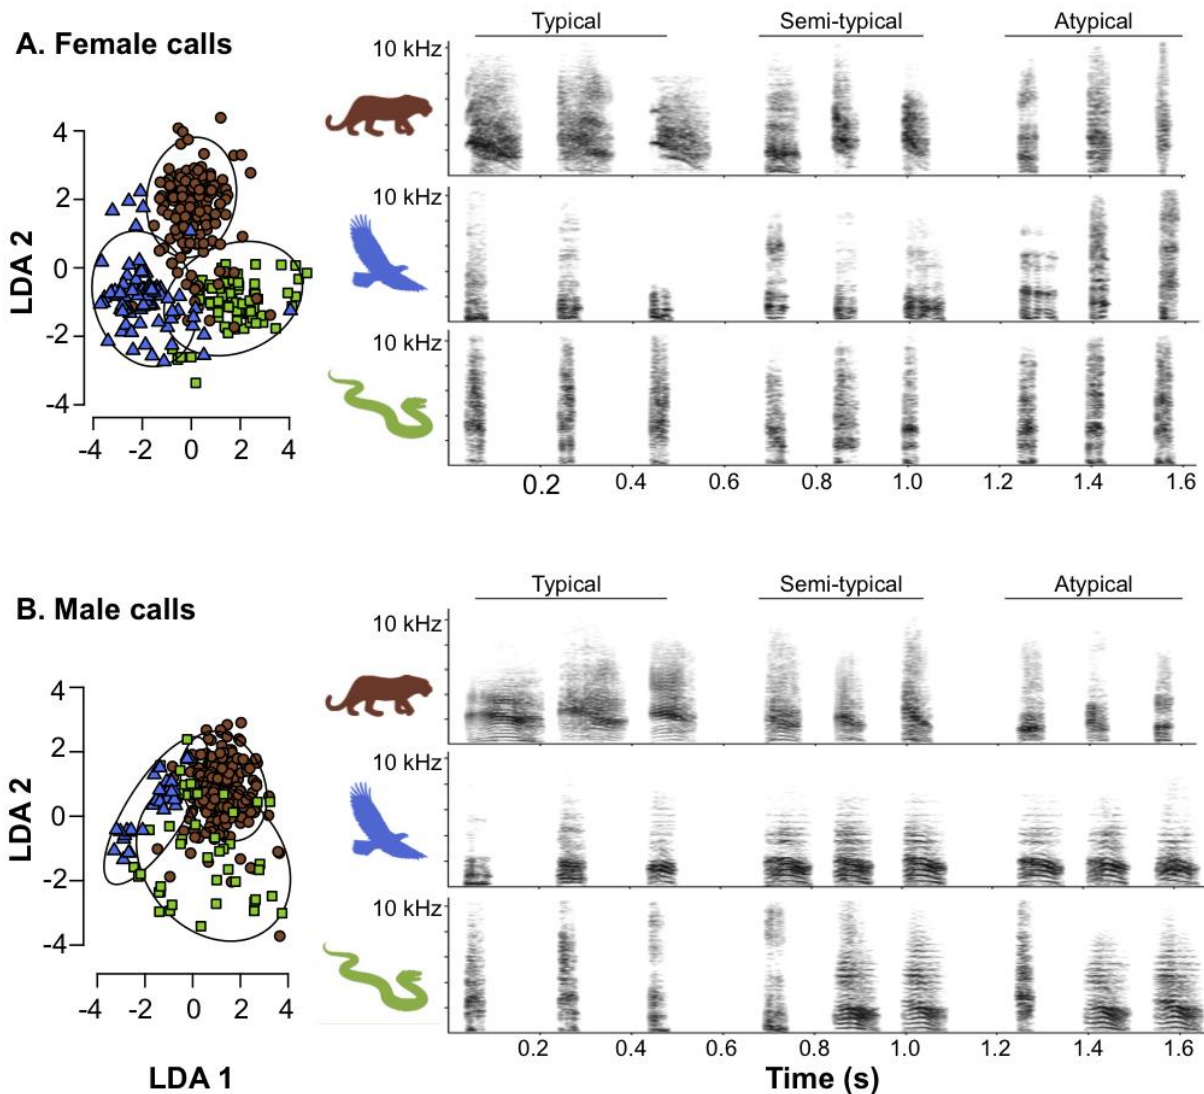 A. Female calls
Typical Semi-typical Atypical
10 kHz
10 kHz
10 kHz
LDA 2
4
2
0
-2
-4
-4 -2 0 2 4
0.2 0.4 0.6 0.8 1.0 1.2 1.4 1.6
B. Male calls
Typical Semi-typical Atypical
10 kHz
10 kHz
10 kHz
LDA 2
4
2
0
-2
-4
-4 -2 0 2 4
0.2 0.4 0.6 0.8 1.0 1.2 1.4 1.6
LDA 1
Time (s)